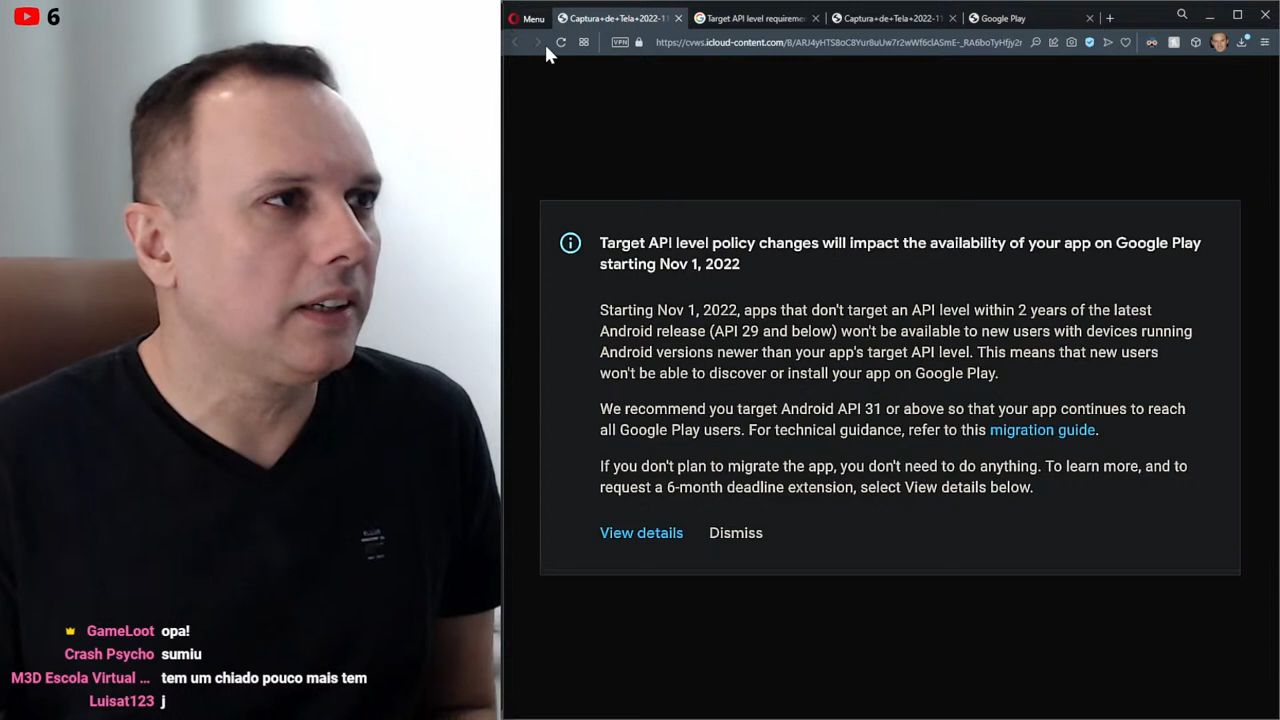 6
Menu
Captura+de+Tela+2022-1
Target API level requireme
Captura+de+Tela+2022-1
Google Play
VPN
Target API level policy changes will impact the availability of your app on Google Play
starting Nov 1, 2022
Starting Nov 1, 2022, apps that don't target an API level within 2 years of the latest
Android release (API 29 and below) won't be available to new users with devices running
Android versions newer than your app's target API level. This means that new users
won't be able to discover or install your app on Google Play.
We recommend you target Android API 31 or above so that your app continues to reach
all Google Play users. For technical guidance, refer to this migration guide.
If you don't plan to migrate the app, you don't need to do anything. To learn more, and to
request a 6-month deadline extension, select View details below.
View details Dismiss
GameLoot opa!
Crash Psycho sumiu
M3D Escola Virtual ... tem um chiado pouco mais tem
Luisat123 j